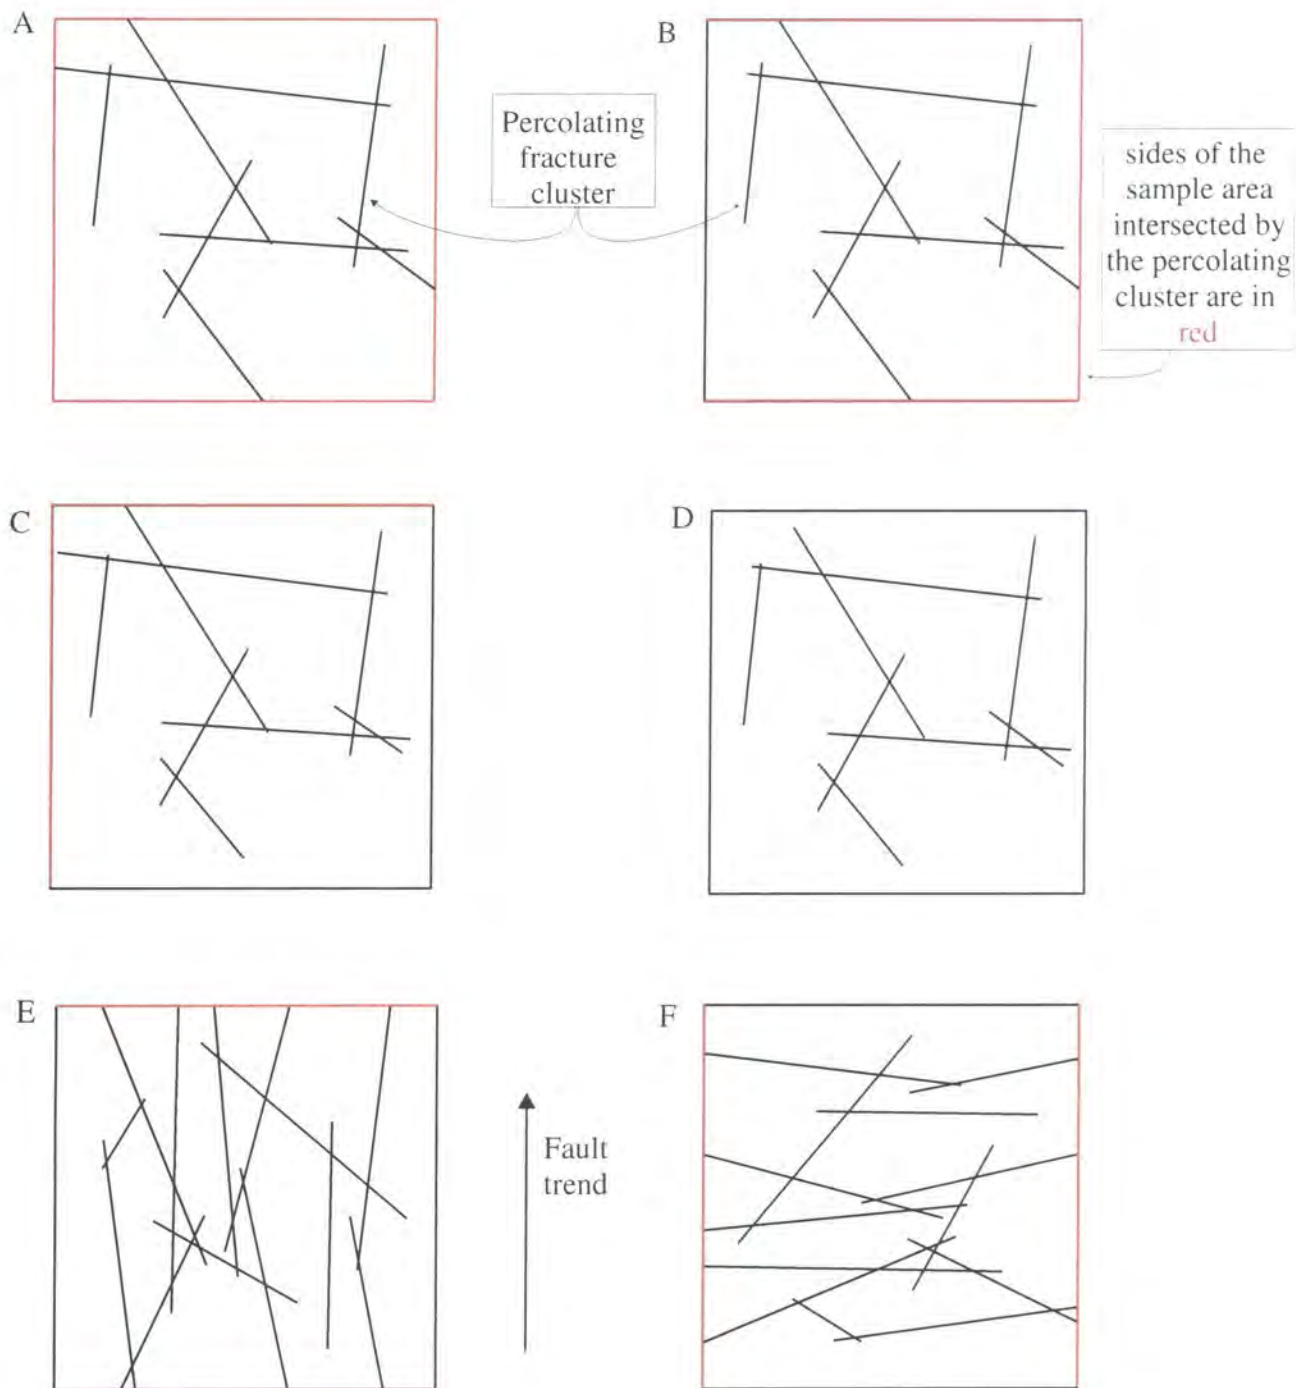 A
B
Percolating
fracture
cluster
sides of the
sample area
intersected by
the percolating
cluster are in
red
C
D
E
Fault
trend
F